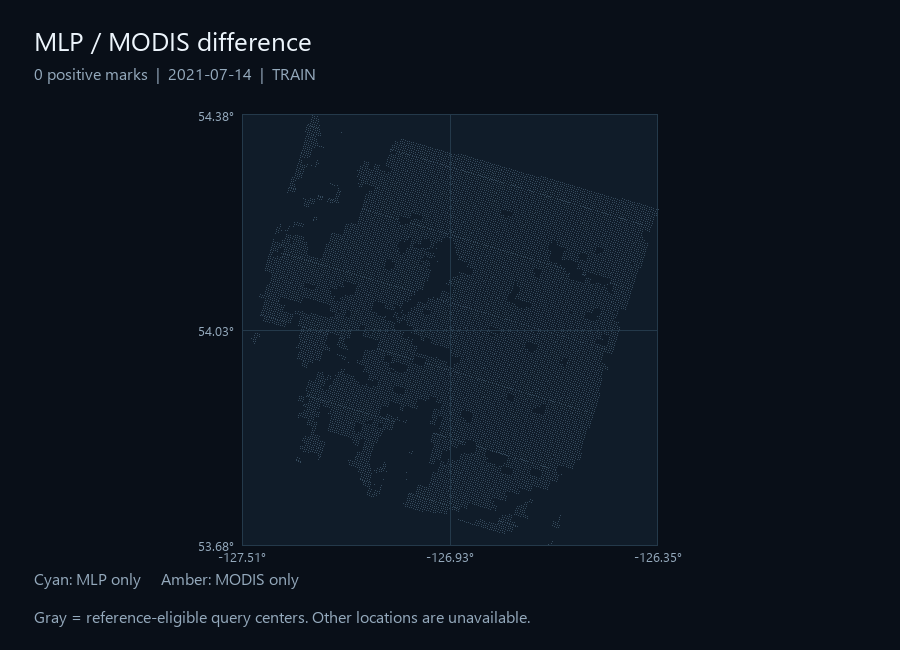 MLP / MODIS difference
0 positive marks | 2021-07-14 | TRAIN
54.38°
54.03°
53.68°
-127.51° -126.93° -126.35°
Cyan: MLP only Amber: MODIS only
Gray = reference-eligible query centers. Other locations are unavailable.